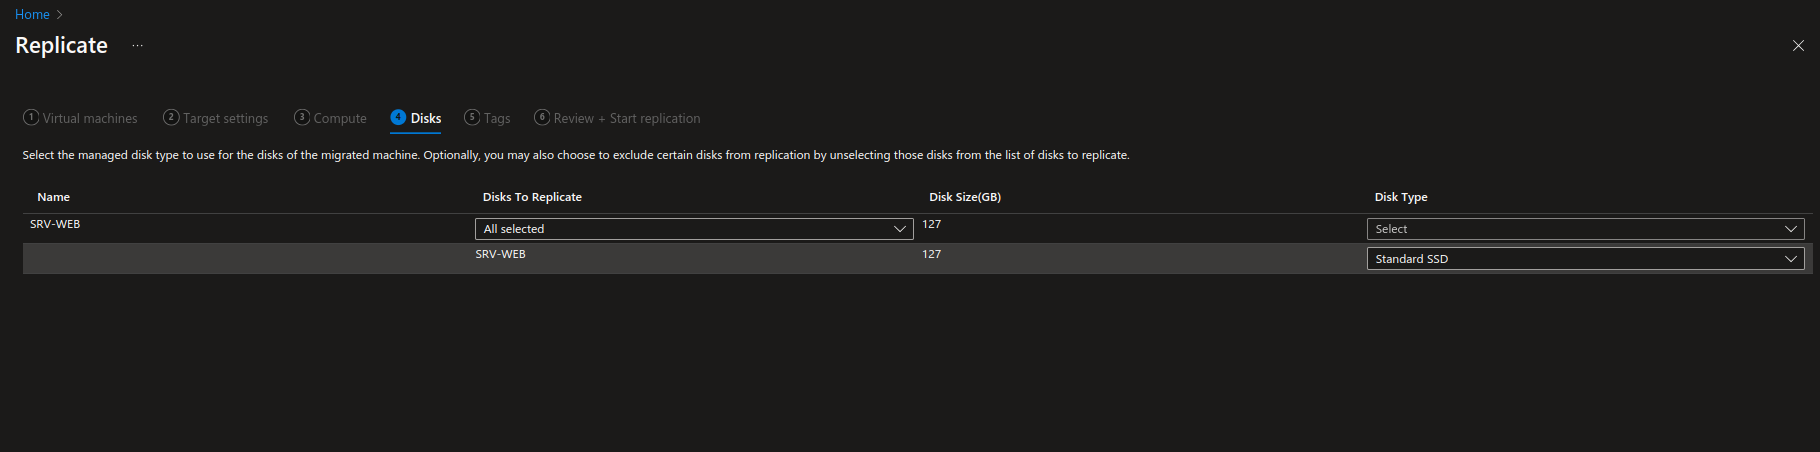 Home
Replicate ...
1 Virtual machines 2 Target settings 3 Compute 4 Disks 5 Tags 6 Review + Start replication
Select the managed disk type to use for the disks of the migrated machine. Optionally, you may also choose to exclude certain disks from replication by unselecting those disks from the list of disks to replicate.
Name Disks To Replicate Disk Size(GB) Disk Type
SRV-WEB All selected 127 Select
SRV-WEB 127 Standard SSD